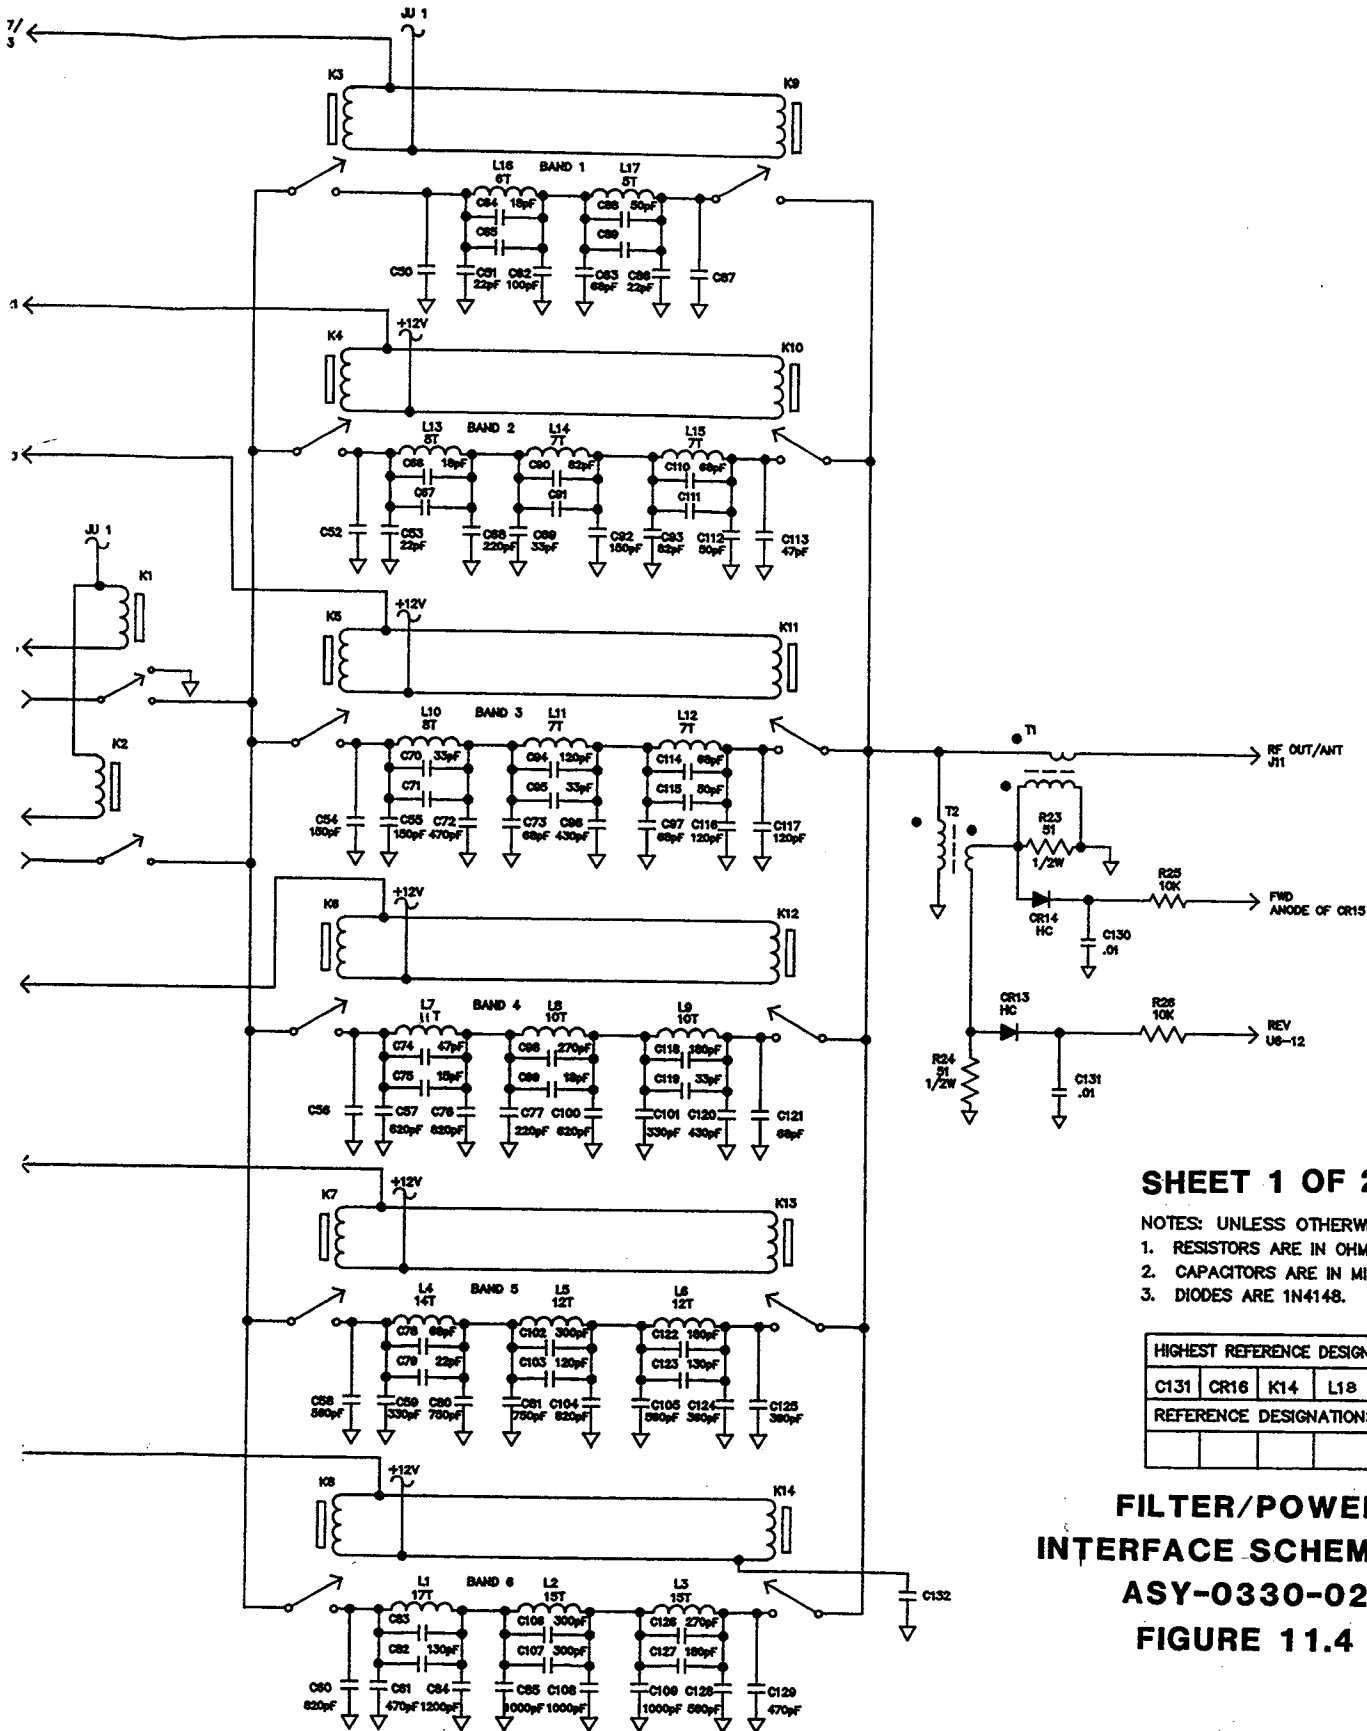 7/
3
JU 1
K3
K9
L16 BAND 1 L17
6T 5T
C64 18pF C88 50pF
C65 C89
C50 C51 C62 C63 C86 C87
22pF 100pF 68pF 22pF
+12V
K4 K10
L13 BAND 2 L14 L15
8T 7T 7T
C66 18pF C90 82pF C110 68pF
C67 C91 C111
C52 C53 C68 C69 C92 C93 C112 C113
22pF 220pF 33pF 150pF 82pF 50pF 47pF
JU 1
K1
+12V
K5 K11
K2
L10 BAND 3 L11 L12
8T 7T 7T
C70 33pF C94 120pF C114 68pF
C71 C95 33pF C115 50pF
C54 C55 C72 C73 C96 C97 C116 C117
150pF 150pF 470pF 68pF 430pF 68pF 120pF 120pF
T1
RF OUT/ANT
J11
T2
R23
51
1/2W
R25
10K
FWD
ANODE OF CR15
CR14
HC
C130
.01
+12V
K6 K12
L7 BAND 4 L8 L9
11T 10T 10T
C74 47pF C98 270pF C118 180pF
C75 15pF C99 18pF C119 33pF
C56 C57 C76 C77 C100 C101 C120 C121
620pF 820pF 220pF 620pF 330pF 430pF 68pF
CR13
HC
R26
10K
REV
U6-12
R24
51
1/2W
C131
.01
+12V
K7 K13
L4 BAND 5 L5 L6
14T 12T 12T
C78 68pF C102 300pF C122 180pF
C79 22pF C103 120pF C123 130pF
C58 C59 C80 C81 C104 C105 C124 C125
560pF 330pF 750pF 750pF 820pF 560pF 360pF 360pF
+12V
K8 K14
L1 BAND 6 L2 L3
17T 15T 15T
C83 C106 300pF C126 270pF
C82 130pF C107 300pF C127 180pF
C60 C61 C84 C85 C108 C109 C128 C129
820pF 470pF 1200pF 1000pF 1000pF 1000pF 560pF 470pF
C132
SHEET 1 OF 2
NOTES: UNLESS OTHERW
1. RESISTORS ARE IN OHM
2. CAPACITORS ARE IN MI
3. DIODES ARE 1N4148.
HIGHEST REFERENCE DESIGN
C131 CR16 K14 L18
REFERENCE DESIGNATION
FILTER/POWE
INTERFACE SCHEM
ASY-0330-02
FIGURE 11.4